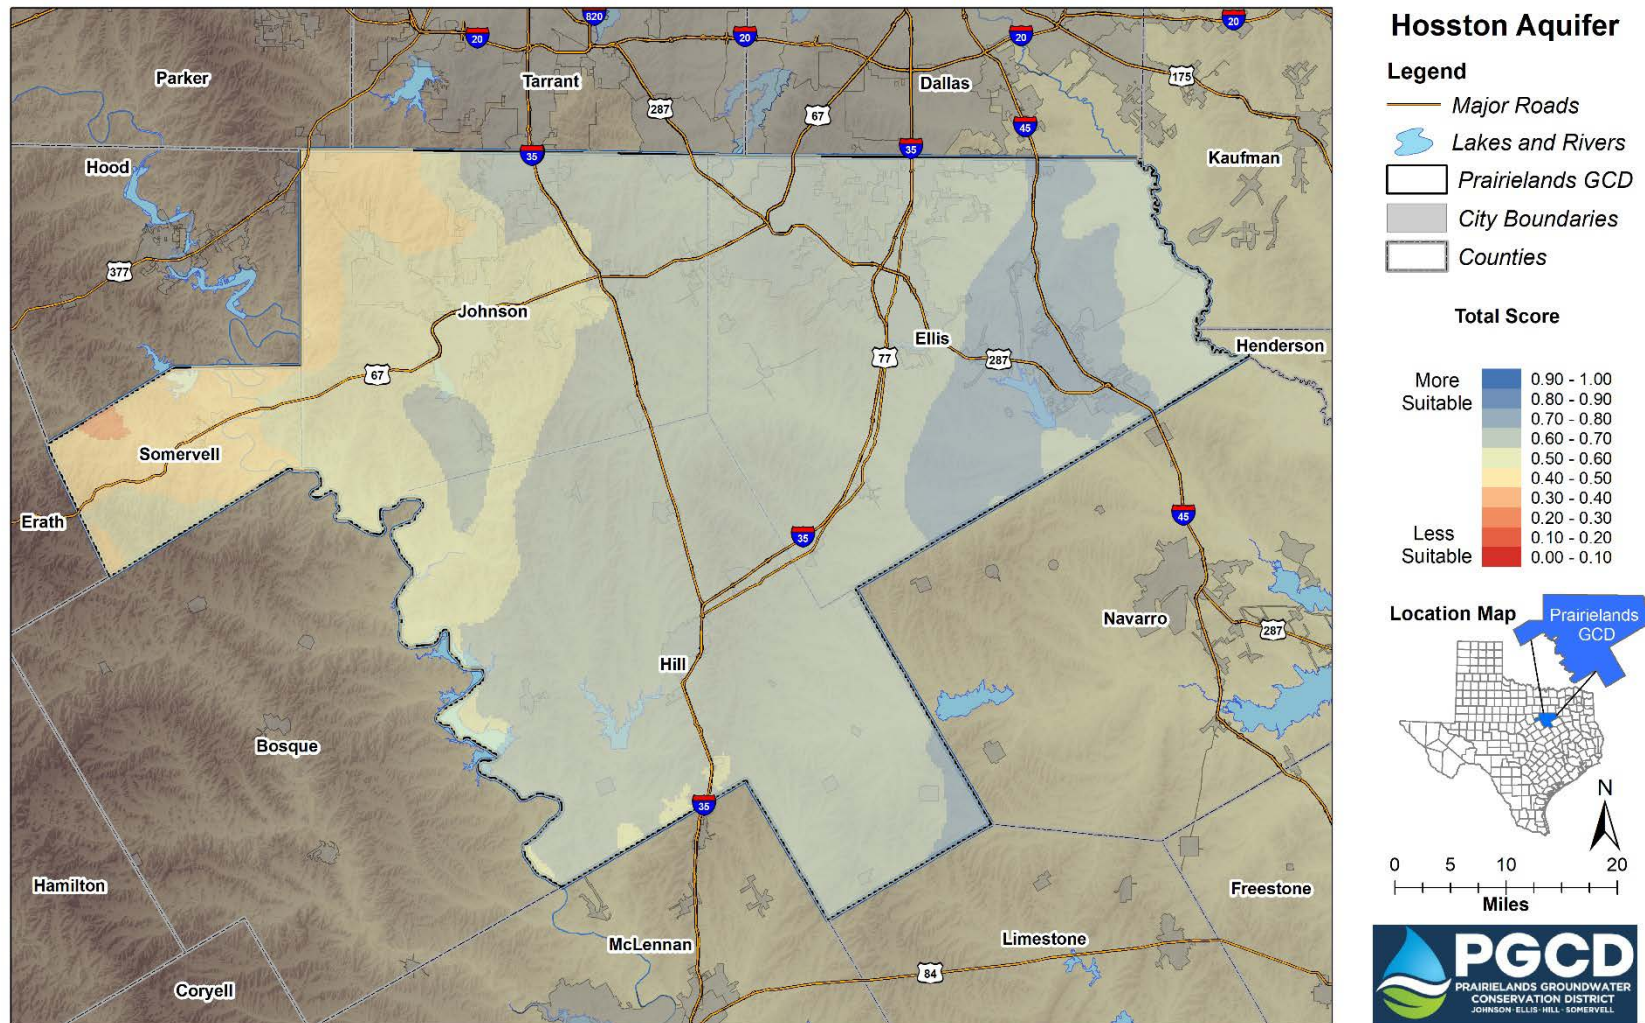 820
20
20
20
20
Parker
Tarrant
Dallas
175
287
67
45
35
35
Kaufman
Hood
377
Johnson
Ellis
Henderson
77
287
67
Somervell
Erath
35
45
Navarro
287
Hill
Bosque
35
Hamilton
Freestone
McLennan
Limestone
84
Coryell
Hosston Aquifer
Legend
Major Roads
Lakes and Rivers
Prairielands GCD
City Boundaries
Counties
Total Score
More
Suitable
0.90 - 1.00
0.80 - 0.90
0.70 - 0.80
0.60 - 0.70
0.50 - 0.60
0.40 - 0.50
0.30 - 0.40
0.20 - 0.30
0.10 - 0.20
0.00 - 0.10
Less
Suitable
Location Map
Prairielands
GCD
N
0 5 10 20
Miles
PGCD
PRAIRIELANDS GROUNDWATER
CONSERVATION DISTRICT
JOHNSON · ELLIS · HILL · SOMERVELL